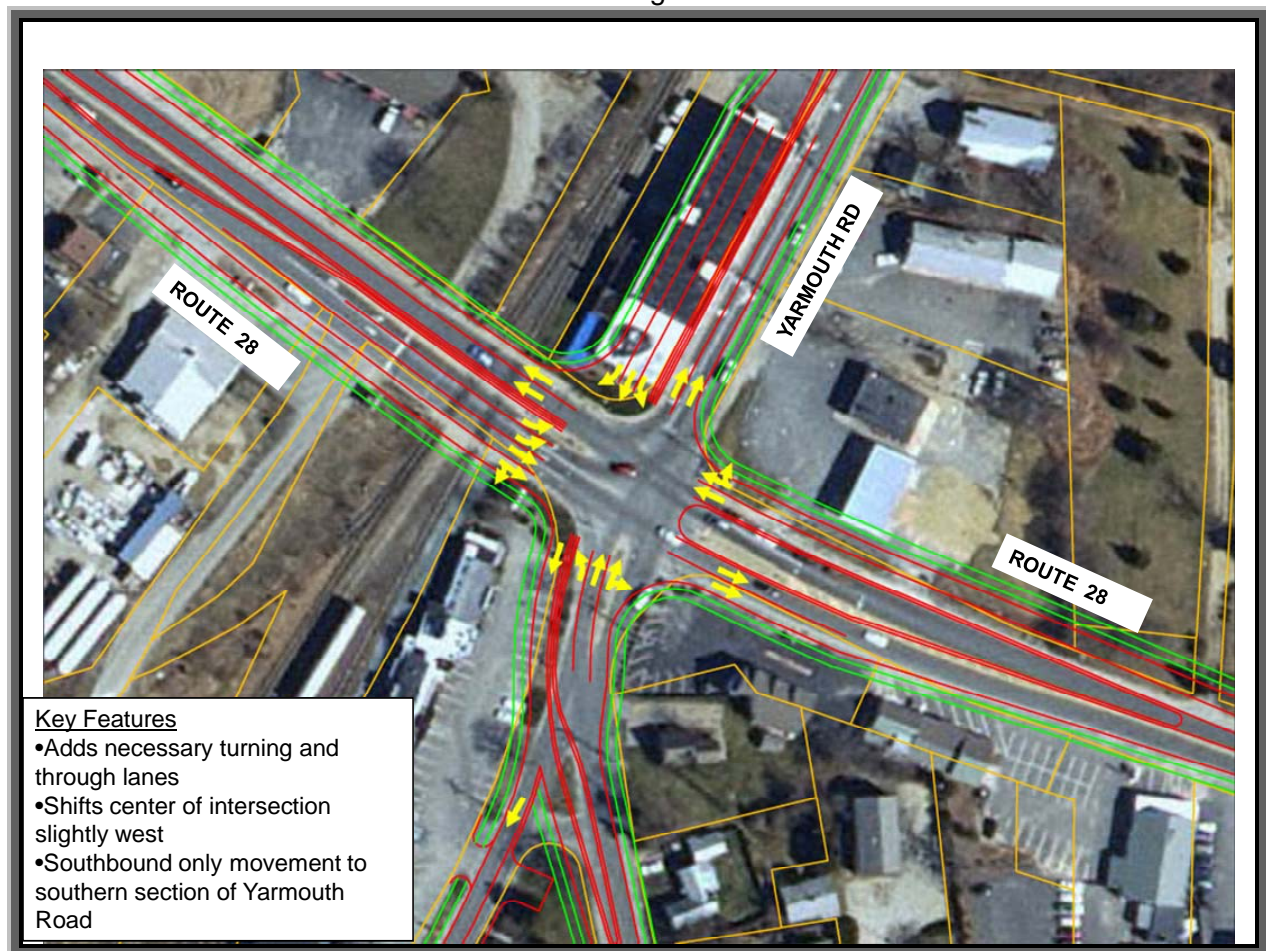 YARMOUTH RD
ROUTE 28
ROUTE 28
Key Features
•Adds necessary turning and
through lanes
•Shifts center of intersection
slightly west
•Southbound only movement to
southern section of Yarmouth
Road